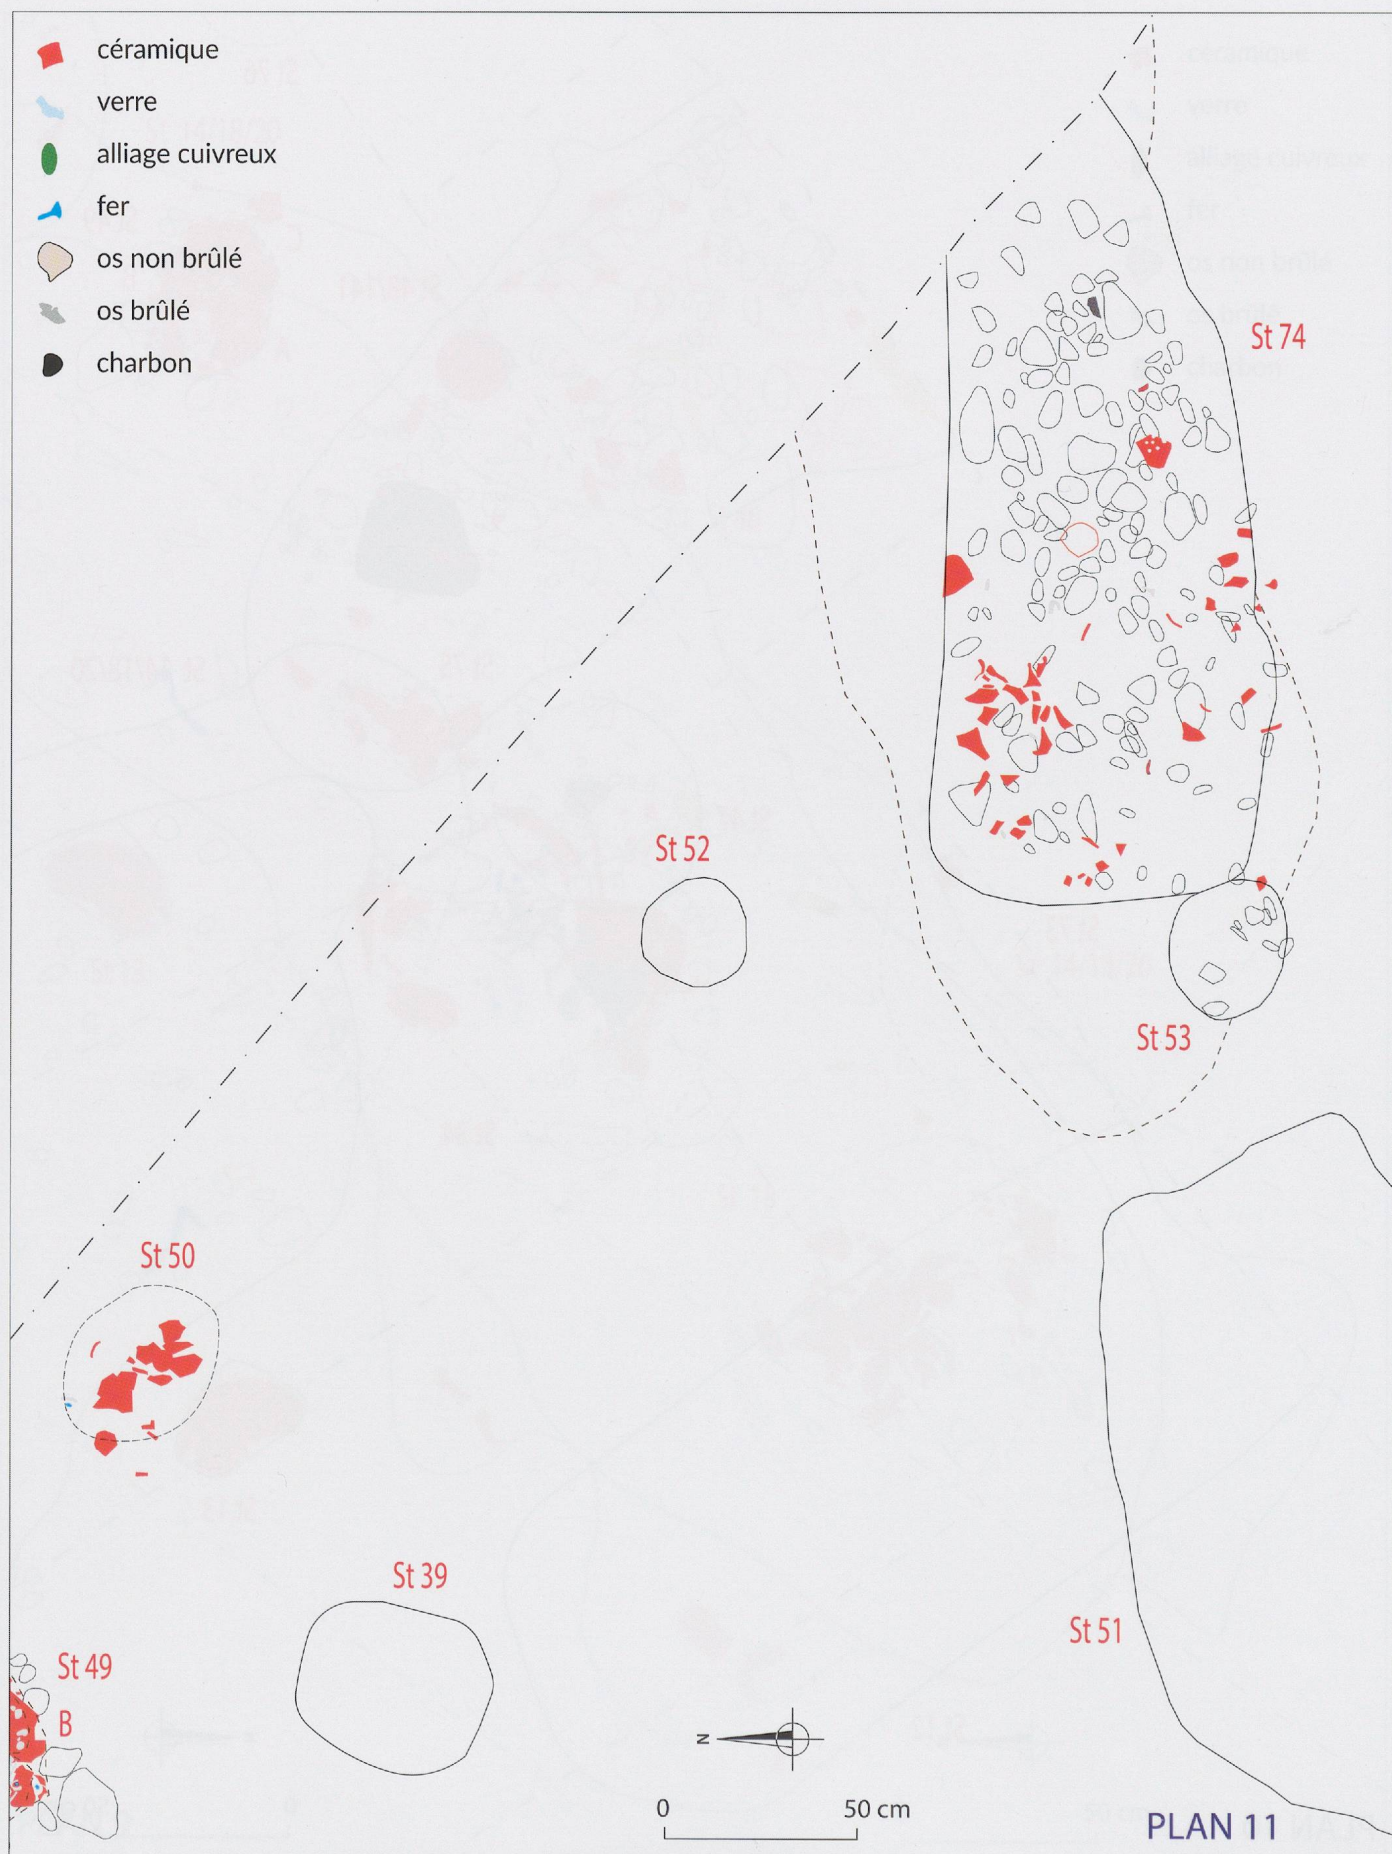 céramique
verre
alliage cuivreux
fer
os non brûlé
os brûlé
charbon
St 74
St 52
St 53
St 50
St 39
St 51
St 49
B
N
0 50 cm
PLAN 11